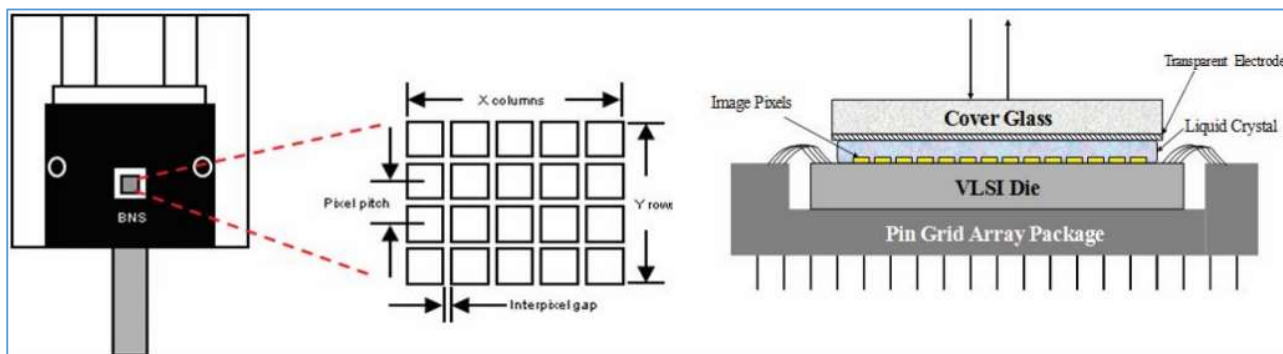 BNS
X columns
Pixel pitch
Y rows
Interpixel gap
Transparent Electrode
Image Pixels
Cover Glass
Liquid Crystal
VLSI Die
Pin Grid Array Package